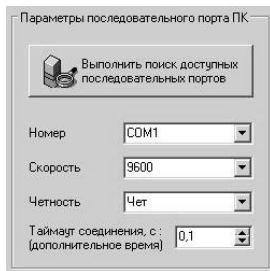 Параметры последовательного порта ПК
Выполнить поиск доступных
последовательных портов
Номер
COM1
Скорость
9600
Четность
Чет
Таймаут соединения, с :
(дополнительное время)
0,1